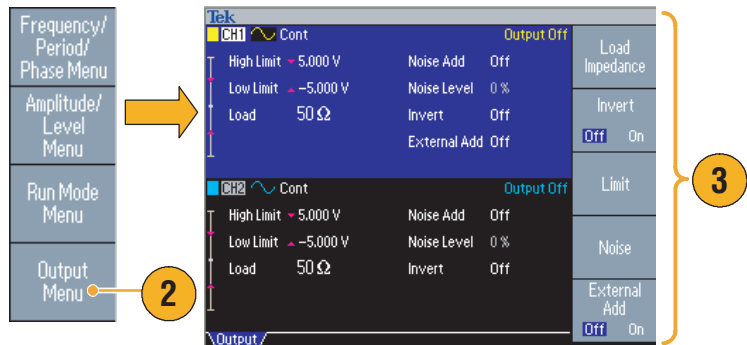 Frequency/
Period/
Phase Menu
Amplitude/
Level
Menu
Run Mode
Menu
Output
Menu
2
Tek
CH1 Cont Output Off
High Limit 5.000 V Noise Add Off
Low Limit −5.000 V Noise Level 0 %
Load 50 Ω Invert Off
External Add Off
CH2 Cont Output Off
High Limit 5.000 V Noise Add Off
Low Limit −5.000 V Noise Level 0 %
Load 50 Ω Invert Off
Output
Load
Impedance
Invert
Off On
Limit
Noise
External
Add
Off On
3